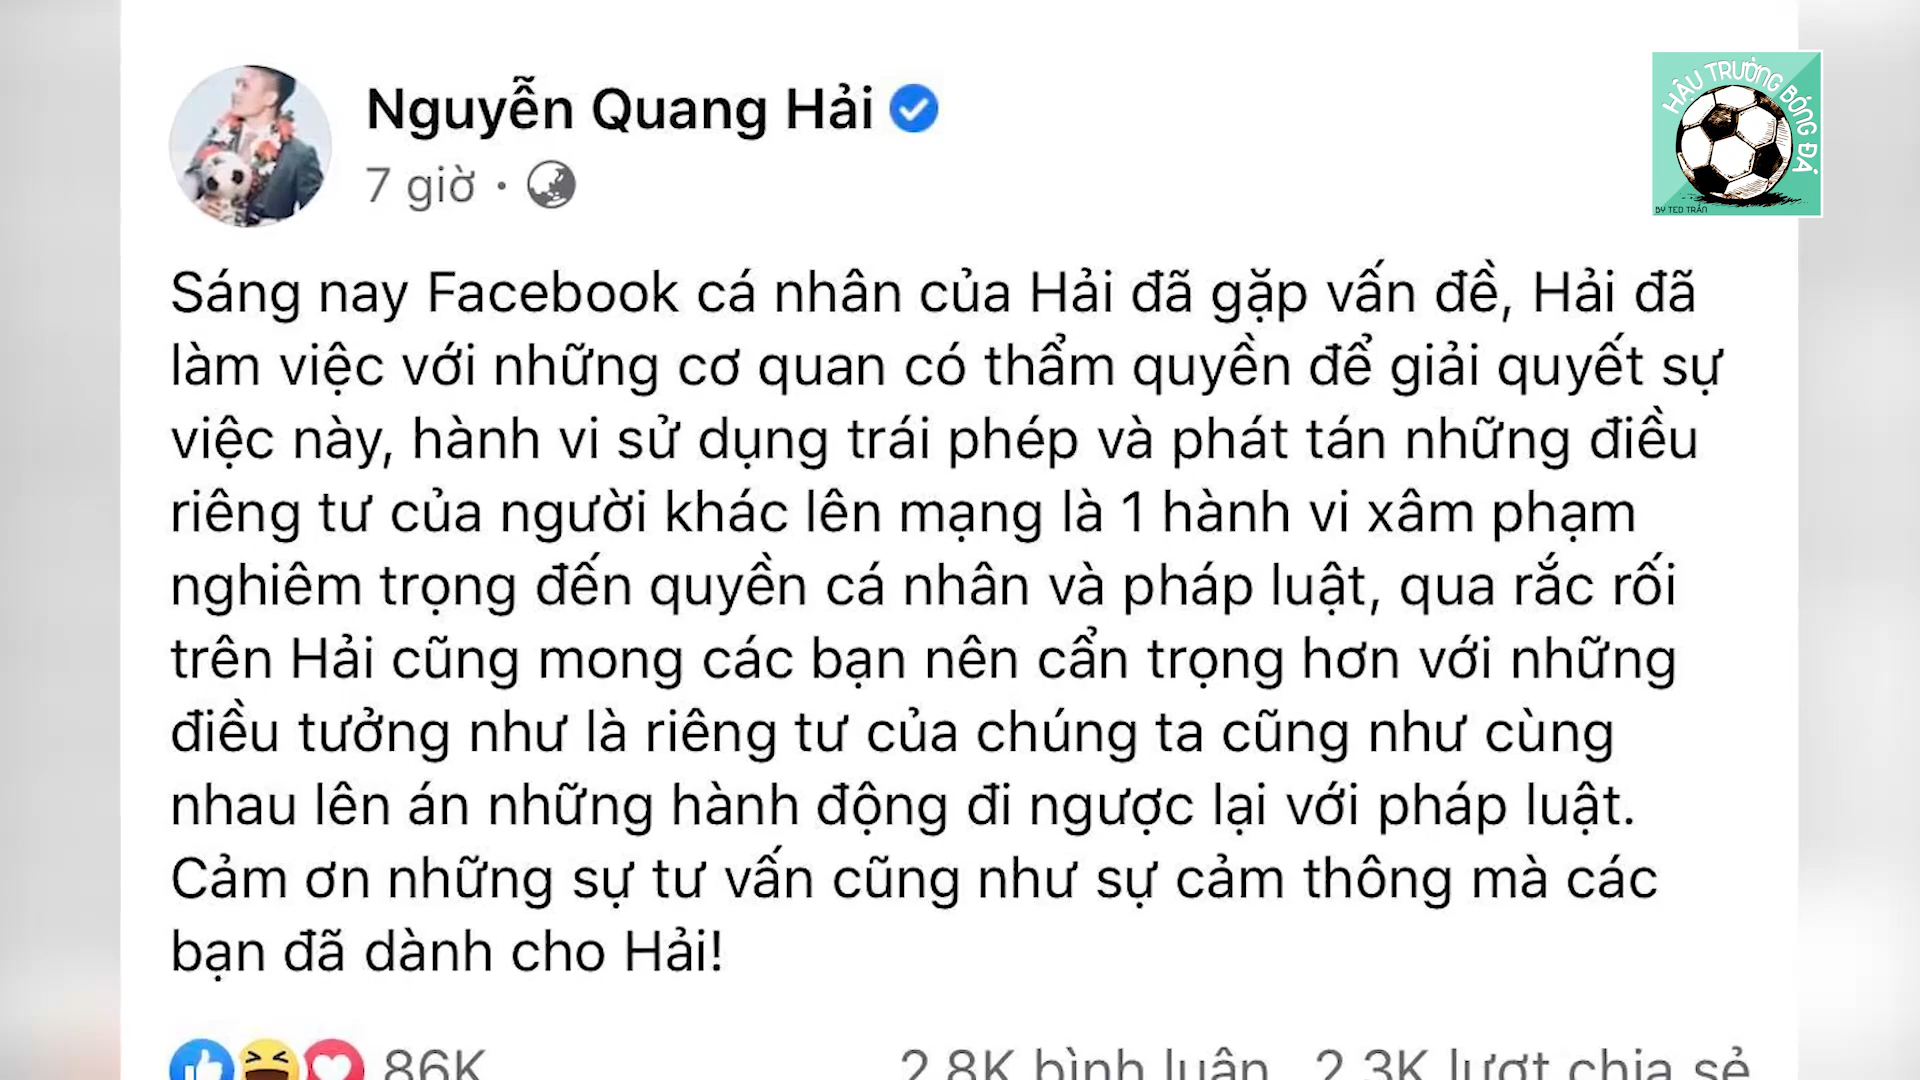 Nguyễn Quang Hải
7 giờ ·
HẬU TRƯỜNG BÓNG ĐÁ
BY TED TRẦN
Sáng nay Facebook cá nhân của Hải đã gặp vấn đề, Hải đã
làm việc với những cơ quan có thẩm quyền để giải quyết sự
việc này, hành vi sử dụng trái phép và phát tán những điều
riêng tư của người khác lên mạng là 1 hành vi xâm phạm
nghiêm trọng đến quyền cá nhân và pháp luật, qua rắc rối
trên Hải cũng mong các bạn nên cẩn trọng hơn với những
điều tưởng như là riêng tư của chúng ta cũng như cùng
nhau lên án những hành động đi ngược lại với pháp luật.
Cảm ơn những sự tư vấn cũng như sự cảm thông mà các
bạn đã dành cho Hải!
86K 2,8K bình luận 2,3K lượt chia sẻ